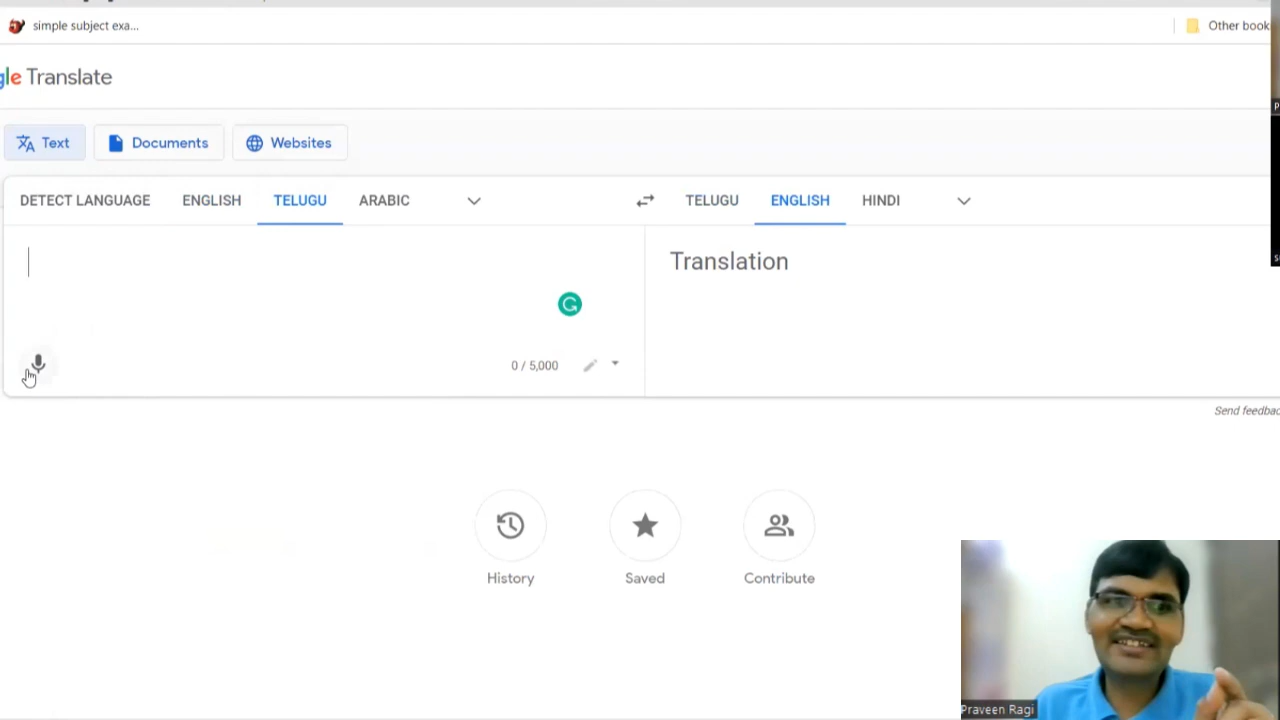 simple subject exa...
Other book
gle Translate
Text
Documents
Websites
DETECT LANGUAGE
ENGLISH
TELUGU
ARABIC
TELUGU
ENGLISH
HINDI
Translation
0 / 5,000
Send feedbac
History
Saved
Contribute
Praveen Ragi